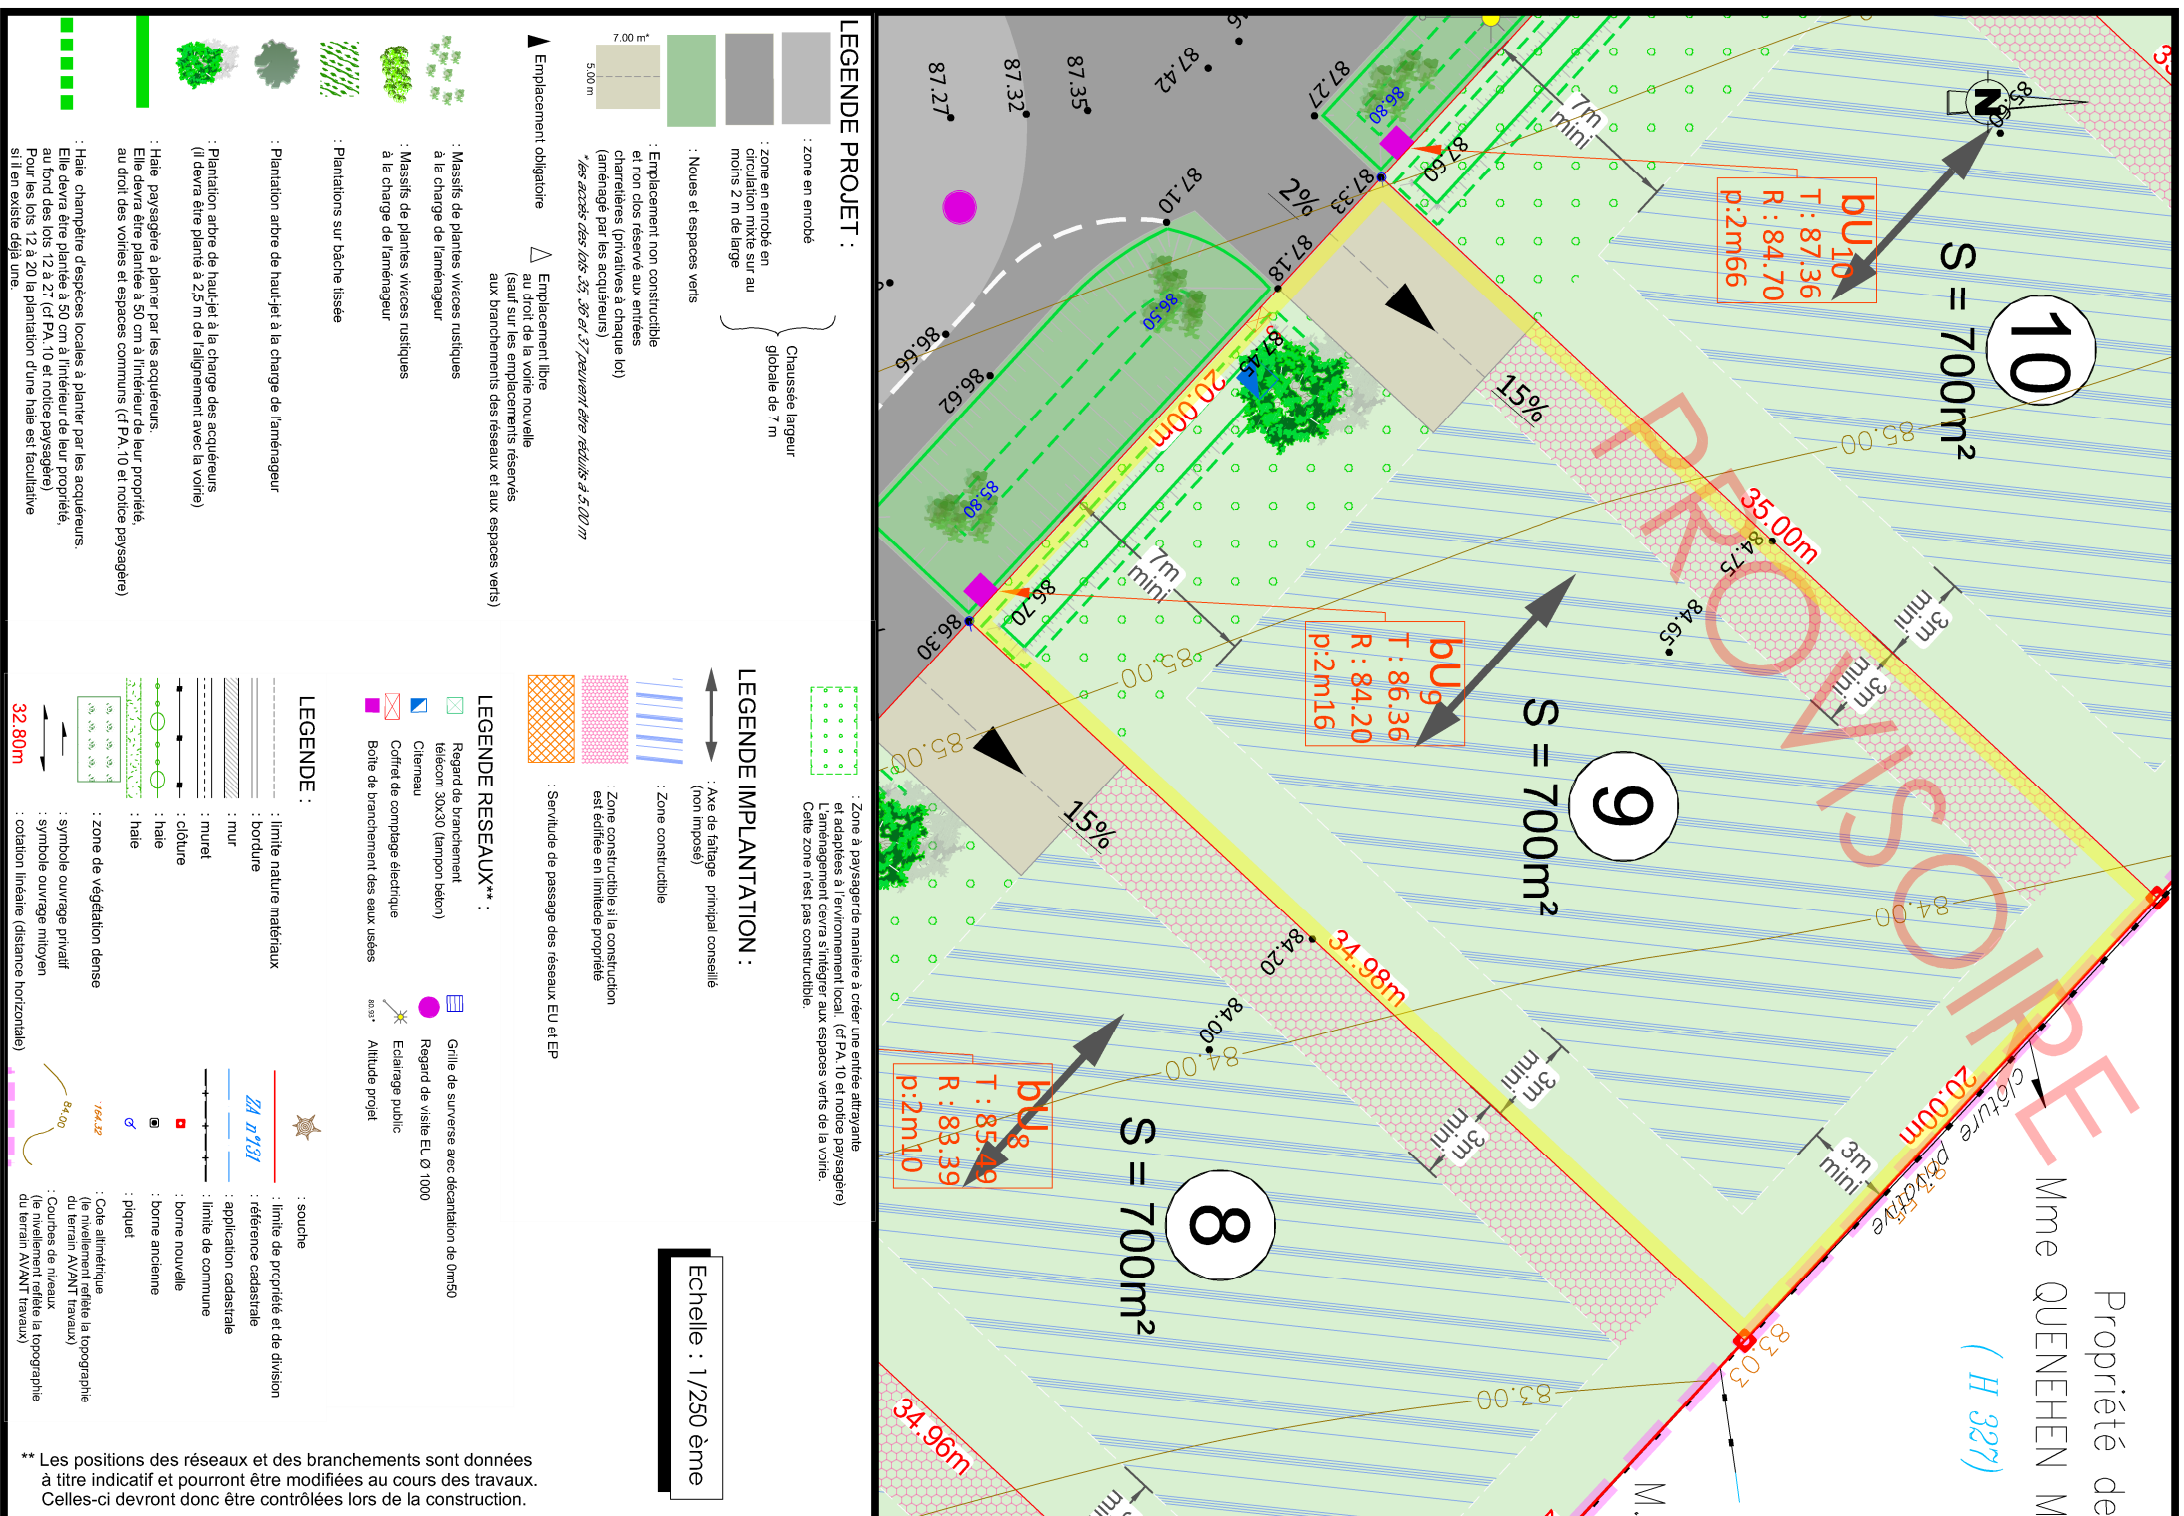 LEGENDE PROJET :
: zone en enrobé
: zone en enrobé en
circulation mixte sur au
moins 2 m de large
Chaussée largeur
globale de 7 m
: Noues et espaces verts
7.00 m*
5.00 m
: Emplacement non constructible
et non clos réservé aux entrées
charretières (privatives à chaque lot)
(aménagé par les acquéreurs)
*les accès des lots 35, 36 et 37 peuvent être réduits à 5.00 m
Emplacement obligatoire
Emplacement libre
au droit de la voirie nouvelle
(sauf sur les emplacements réservés
aux branchements des réseaux et aux espaces verts)
: Massifs de plantes vivaces rustiques
à la charge de l'aménageur
: Massifs de plantes vivaces rustiques
à la charge de l'aménageur
: Plantations sur bâche tissée
: Plantation arbre de haut-jet à la charge de l'aménageur
: Plantation arbre de haut-jet à la charge des acquéreurs
(il devra être planté à 2,5 m de l'alignement avec la voirie)
: Haie paysagère à planter par les acquéreurs.
Elle devra être plantée à 50 cm à l'intérieur de leur propriété,
au droit des voiries et espaces communs (cf PA.10 et notice paysagère)
: Haie champêtre d'espèces locales à planter par les acquéreurs.
Elle devra être plantée à 50 cm à l'intérieur de leur propriété,
au fond des lots 12 à 27 (cf PA.10 et notice paysagère)
Pour les lots 12 à 20 la plantation d'une haie est facultative
si il en existe déjà une.
: Zone à paysager de manière à créer une entrée attrayante
et adaptées à l'environnement local. (cf PA.10 et notice paysagère)
L'aménagement devra s'intégrer aux espaces verts de la voirie.
Cette zone n'est pas constructible.
LEGENDE IMPLANTATION :
: Axe de faîtage principal conseillé
(non imposé)
: Zone constructible
: Zone constructible si la construction
est édifiée en limite de propriété
: Servitude de passage des réseaux EU et EP
LEGENDE RESEAUX** :
Regard de branchement
télécom 30x30 (tampon béton)
Citerneau
Coffret de comptage électrique
Boîte de branchement des eaux usées
Grille de surverse avec décantation de 0m50
Regard de visite EU Ø 1000
Eclairage public
80.93*
Altitude projet
LEGENDE :
: limite nature matériaux
: bordure
: mur
: muret
: clôture
: haie
: haie
: zone de végétation dense
: symbole ouvrage privatif
: symbole ouvrage mitoyen
32.80m
: cotation linéaire (distance horizontale)
: souche
: limite de propriété et de division
ZA n°131
: référence cadastrale
: application cadastrale
: limite de commune
: borne nouvelle
: borne ancienne
: piquet
164.32
: Cote altimétrique
(le nivellement reflète la topographie
du terrain AVANT travaux)
84.00
: Courbes de niveaux
(le nivellement reflète la topographie
du terrain AVANT travaux)
Echelle : 1/250 ème
** Les positions des réseaux et des branchements sont données
à titre indicatif et pourront être modifiées au cours des travaux.
Celles-ci devront donc être contrôlées lors de la construction.
PROVISOIRE
N
85.60
10
S = 700m²
bU10
T : 87.36
R : 84.70
p:2m66
9
S = 700m²
bU9
T : 86.36
R : 84.20
p:2m16
8
S = 700m²
bU8
T : 85.49
R : 83.39
p:2m10
87.27
87.32
87.35
87.42
87.27
86.80
87.60
87.33
2%
87.10
87.18
87.45
86.50
86.66
86.62
85.80
86.70
86.30
20.00m
15%
15%
7m
mini
7m
mini
35.00m
84.75
84.65
3m
mini
3m
mini
85.00
85.00
85.00
84.00
84.00
84.20
34.98m
84.00
3m
mini
3m
mini
3m
mini
20.00m
clôture privative
83.03
83.00
34.96m
Propriété de
Mme QUENEHEN M
( H 327)
M.